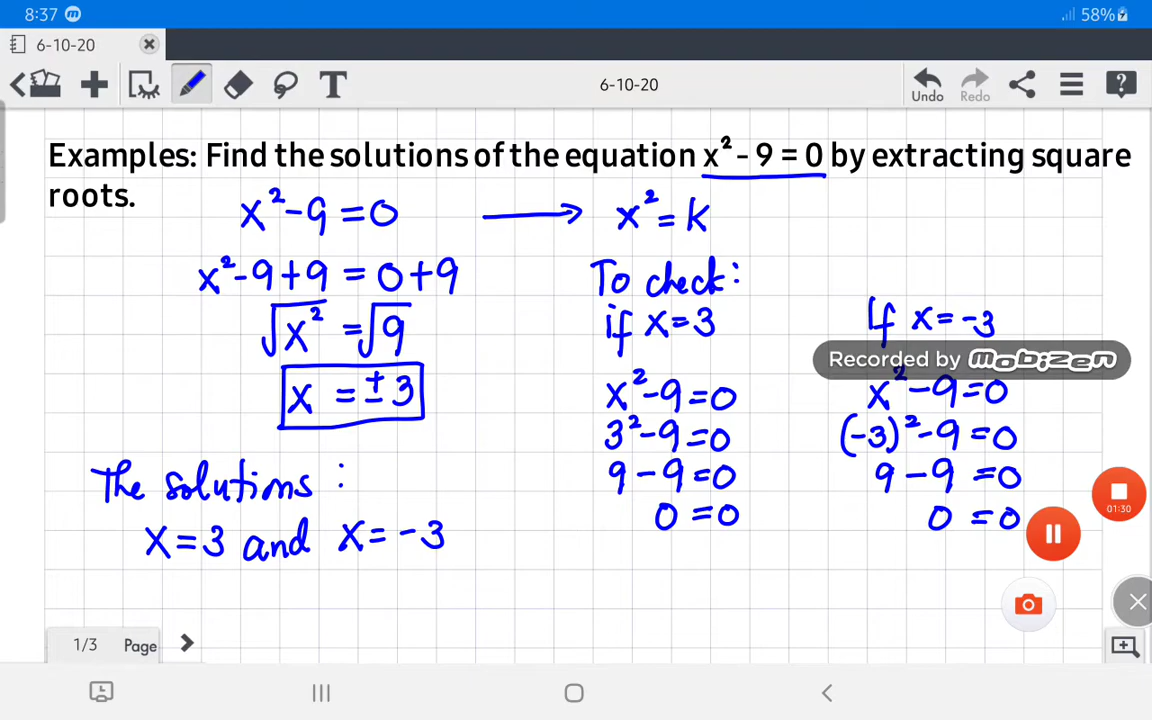 8:37
58%
6-10-20
T
6-10-20
Undo
Redo
Examples: Find the solutions of the equation x² - 9 = 0 by extracting square
roots.
x² - 9 = 0 → x² = k
x² - 9 + 9 = 0 + 9
√x² = √9
x = ± 3
The solutions :
x = 3 and x = -3
To check:
if x = 3
x² - 9 = 0
3² - 9 = 0
9 - 9 = 0
0 = 0
If x = -3
Recorded by mobizen
x² - 9 = 0
(-3)² - 9 = 0
9 - 9 = 0
0 = 0
01:30
1/3 Page